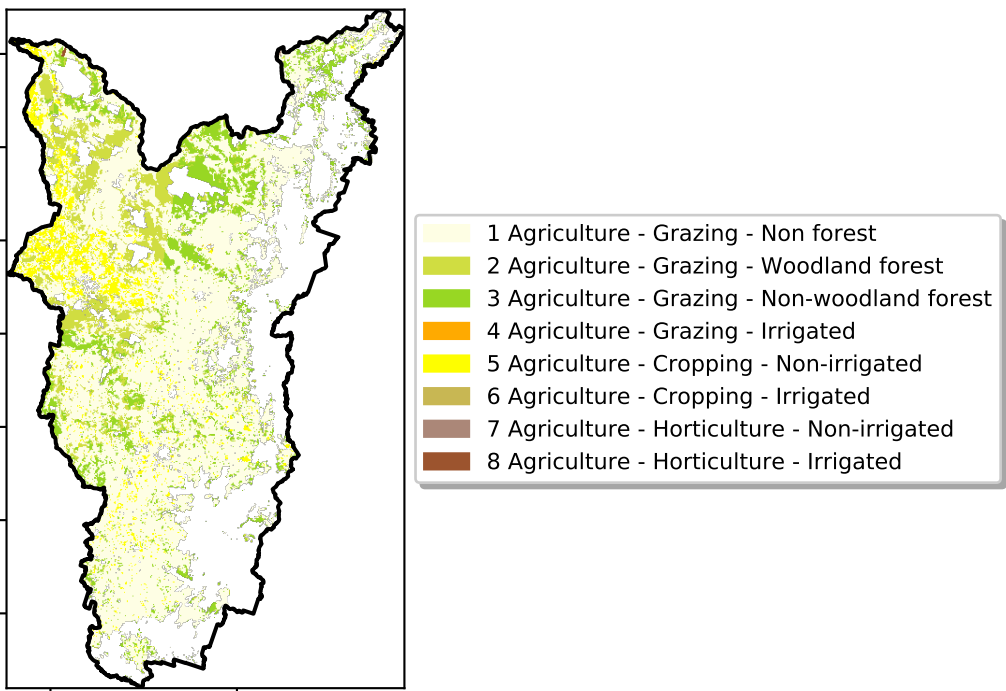 1 Agriculture - Grazing - Non forest
2 Agriculture - Grazing - Woodland forest
3 Agriculture - Grazing - Non-woodland forest
4 Agriculture - Grazing - Irrigated
5 Agriculture - Cropping - Non-irrigated
6 Agriculture - Cropping - Irrigated
7 Agriculture - Horticulture - Non-irrigated
8 Agriculture - Horticulture - Irrigated